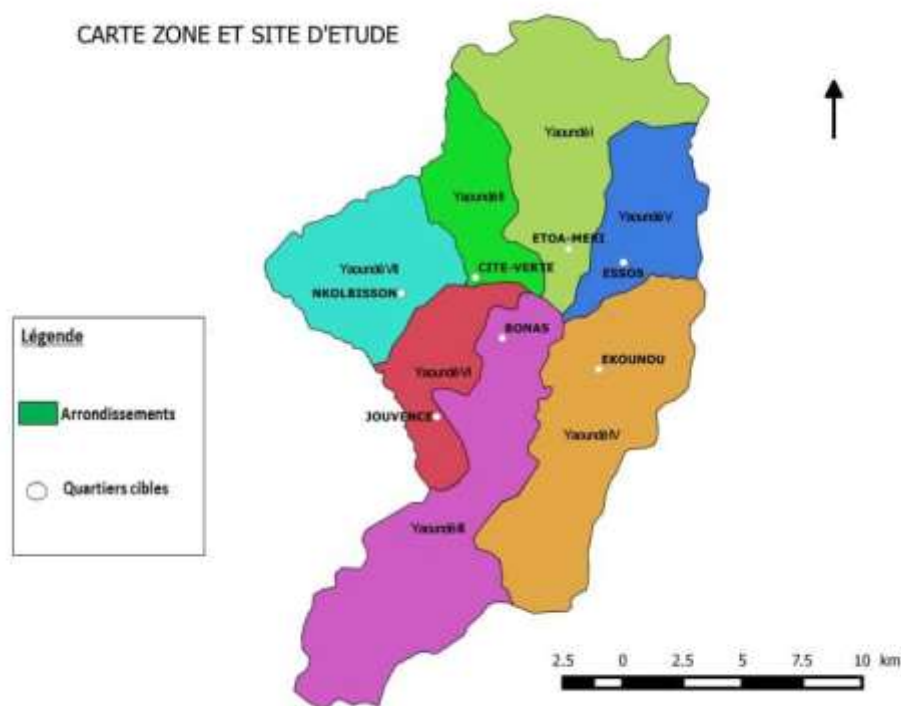 CARTE ZONE ET SITE D'ETUDE
Yaoundé I
Yaoundé II
Yaoundé V
ETOA-MEKI
Yaoundé VII
CITE-VERTE
ESSOS
NKOLBISSON
BONAS
Légende
Yaoundé VI
EKOUNOU
Arrondissements
JOUVENCE
Yaoundé IV
Quartiers cibles
Yaoundé III
2.5 0 2.5 5 7.5 10 km